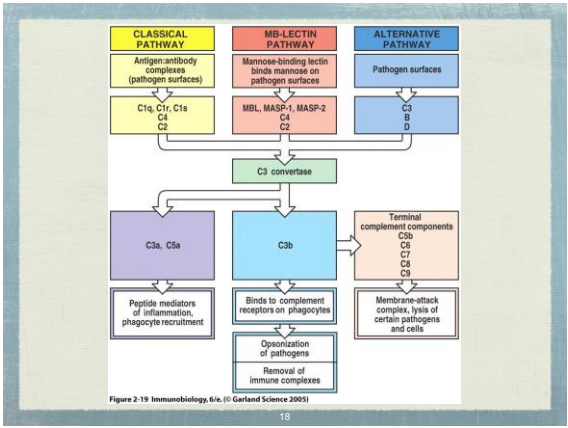 CLASSICAL
PATHWAY
MB-LECTIN
PATHWAY
ALTERNATIVE
PATHWAY
Antigen:antibody
complexes
(pathogen surfaces)
Mannose-binding lectin
binds mannose on
pathogen surfaces
Pathogen surfaces
C1q, C1r, C1s
C4
C2
MBL, MASP-1, MASP-2
C4
C2
C3
B
D
C3 convertase
C3a, C5a
C3b
Terminal
complement components
C5b
C6
C7
C8
C9
Peptide mediators
of inflammation,
phagocyte recruitment
Binds to complement
receptors on phagocytes
Membrane-attack
complex, lysis of
certain pathogens
and cells
Opsonization
of pathogens
Removal of
immune complexes
Figure 2-19 Immunobiology, 6/e. (© Garland Science 2005)
18